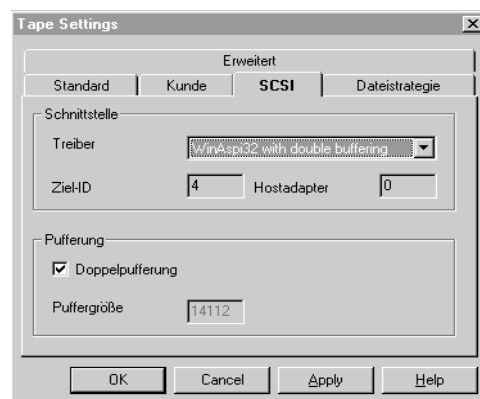 Tape Settings
Erweitert
Standard Kunde SCSI Dateistrategie
Schnittstelle
Treiber WinAspi32 with double buffering
Ziel-ID 4 Hostadapter 0
Pufferung
Doppelpufferung
Puffergröße 14112
OK Cancel Apply Help